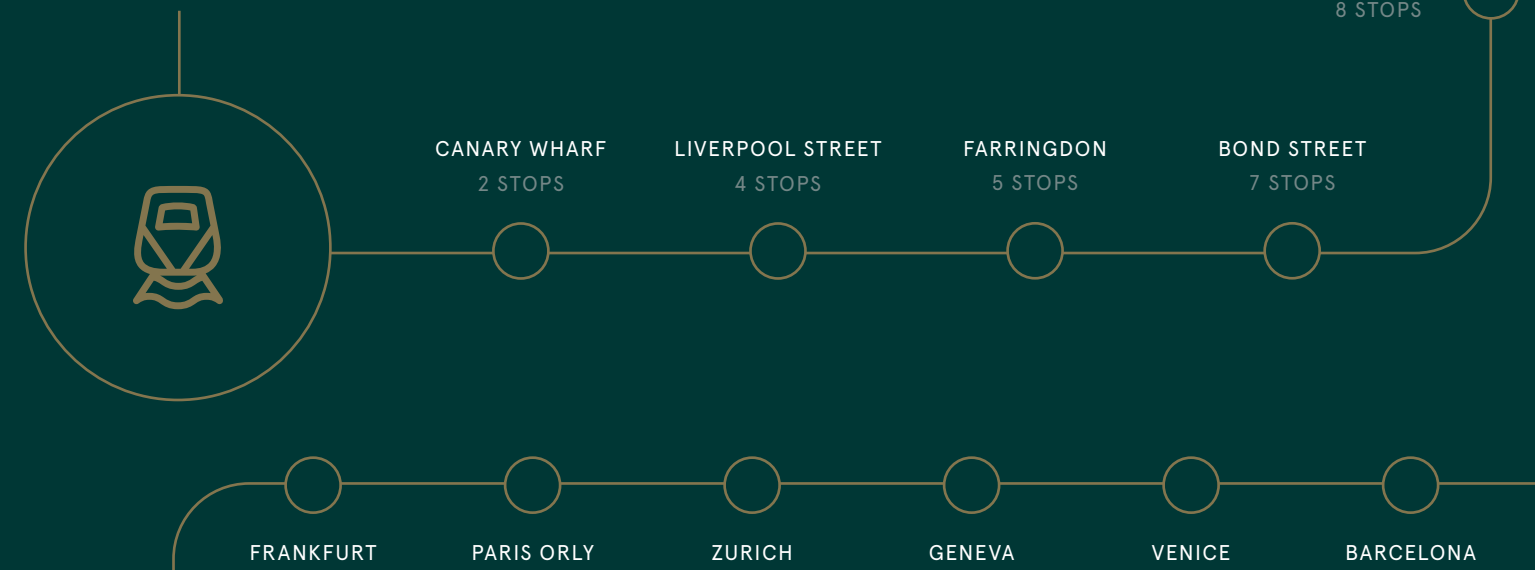 8 STOPS
CANARY WHARF
2 STOPS
LIVERPOOL STREET
4 STOPS
FARRINGDON
5 STOPS
BOND STREET
7 STOPS
FRANKFURT
PARIS ORLY
ZURICH
GENEVA
VENICE
BARCELONA